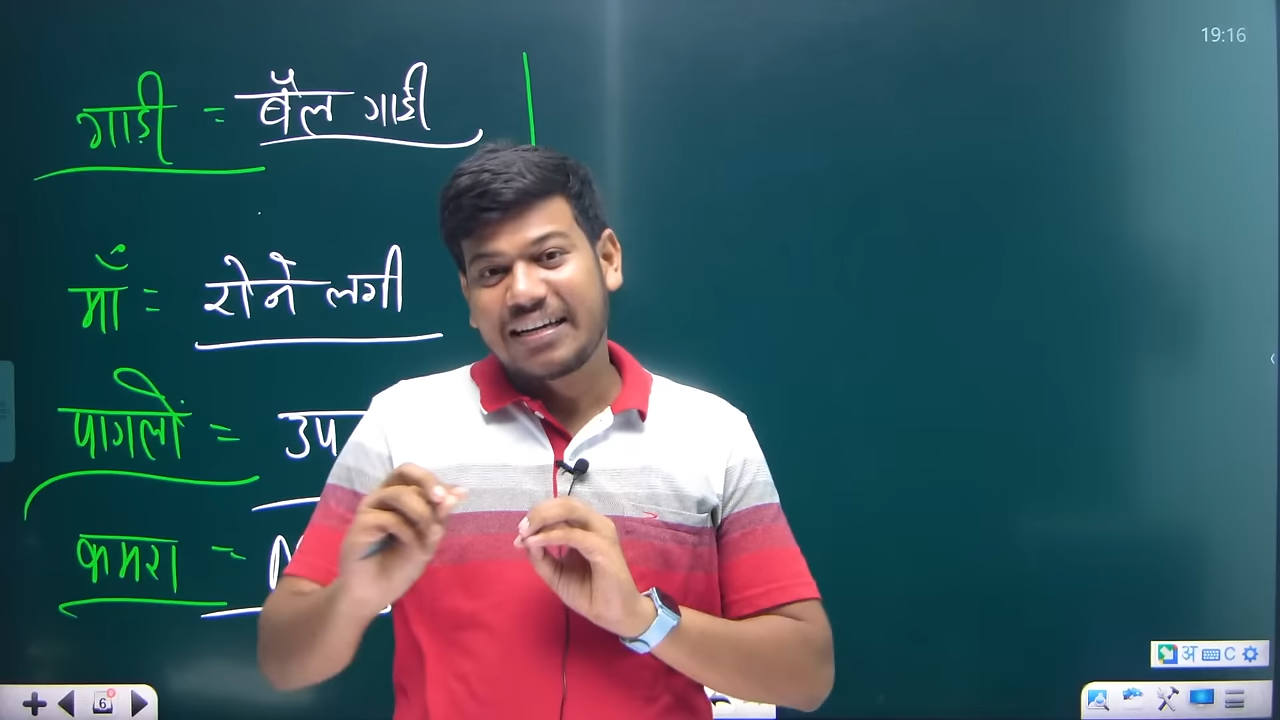 19:16
गाड़ी = बैल गाडी
माँ = रोने लगी
पागलों = उप
कमरा =
अ C
6